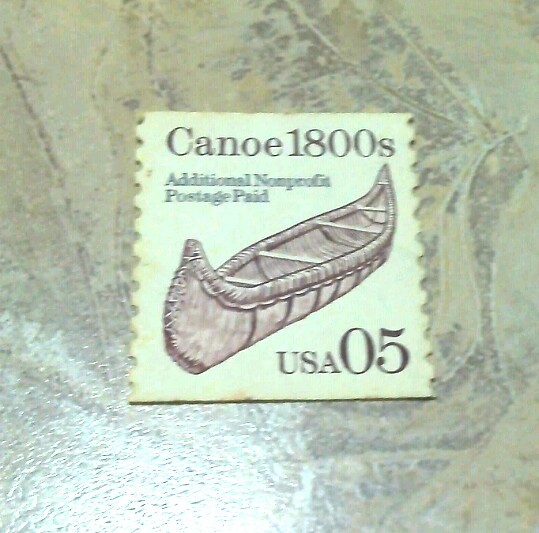 Canoe 1800s
Additional Nonprofit
Postage Paid
USA05